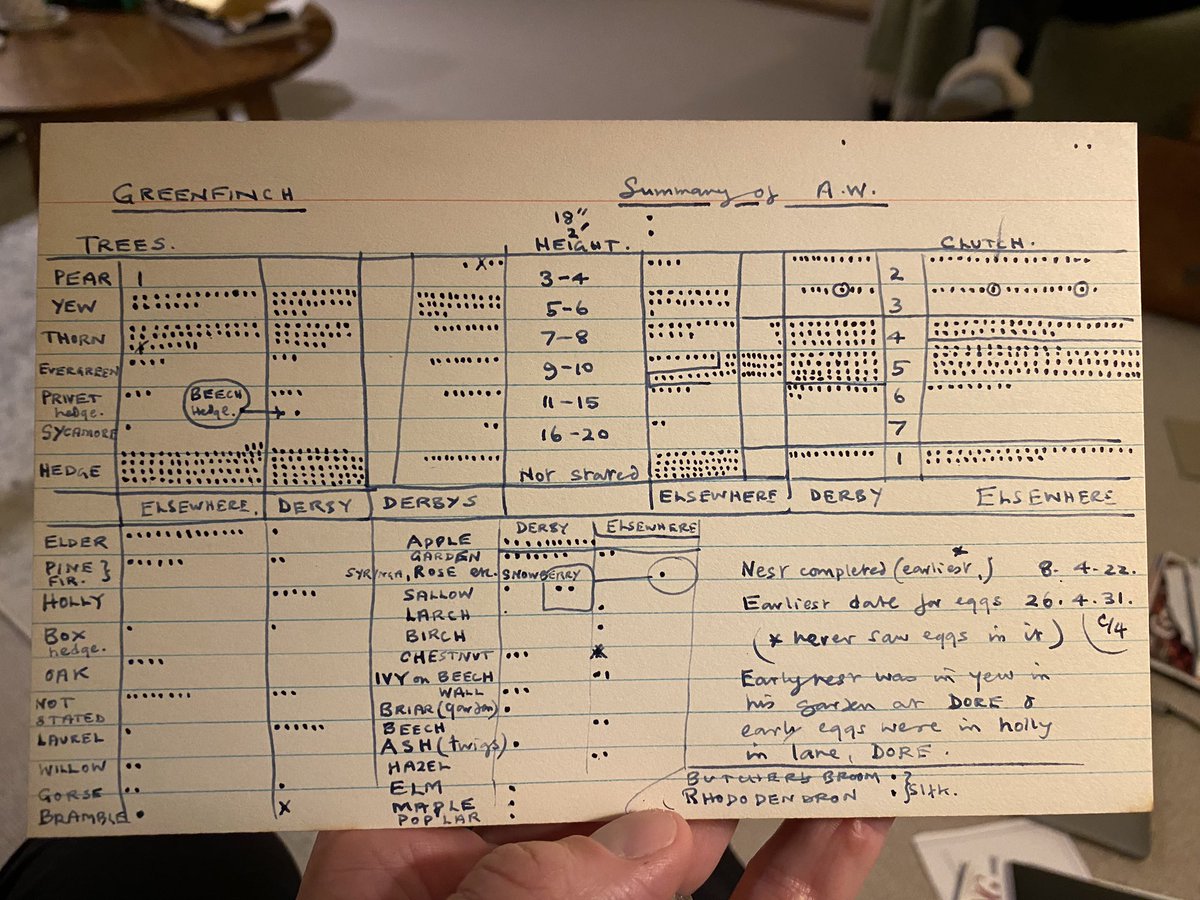 GREENFINCH Summary of A.W.
18"
2'
TREES. HEIGHT. CLUTCH.
PEAR 1 3-4 2
YEW 5-6 3
THORN 7-8 4
EVERGREEN 9-10 5
PRIVET hedge. BEECH Hedge. 11-15 6
SYCAMORE 16-20 7
HEDGE Not stated 1
ELSEWHERE. DERBY DERBYS ELSEWHERE DERBY ELSEWHERE
DERBY ELSEWHERE
ELDER APPLE
PINE } GARDEN
FIR. } SYRINGA, ROSE etc. SNOWBERRY
HOLLY SALLOW
LARCH
BOX hedge. BIRCH
CHESTNUT
OAK IVY on BEECH
NOT STATED WALL
BRIAR (garden)
LAUREL BEECH
ASH (twigs)
WILLOW HAZEL
GORSE ELM
BRAMBLE X MAPLE
POPLAR
Nest completed (earliest.) * 8.4.22.
Earliest date for eggs 26.4.31.
(* never saw eggs in it) C/4
Early nest was in yew in
his garden at DORE &
early eggs were in holly
in lane, DORE.
BUTCHERS BROOM
RHODODENDRON